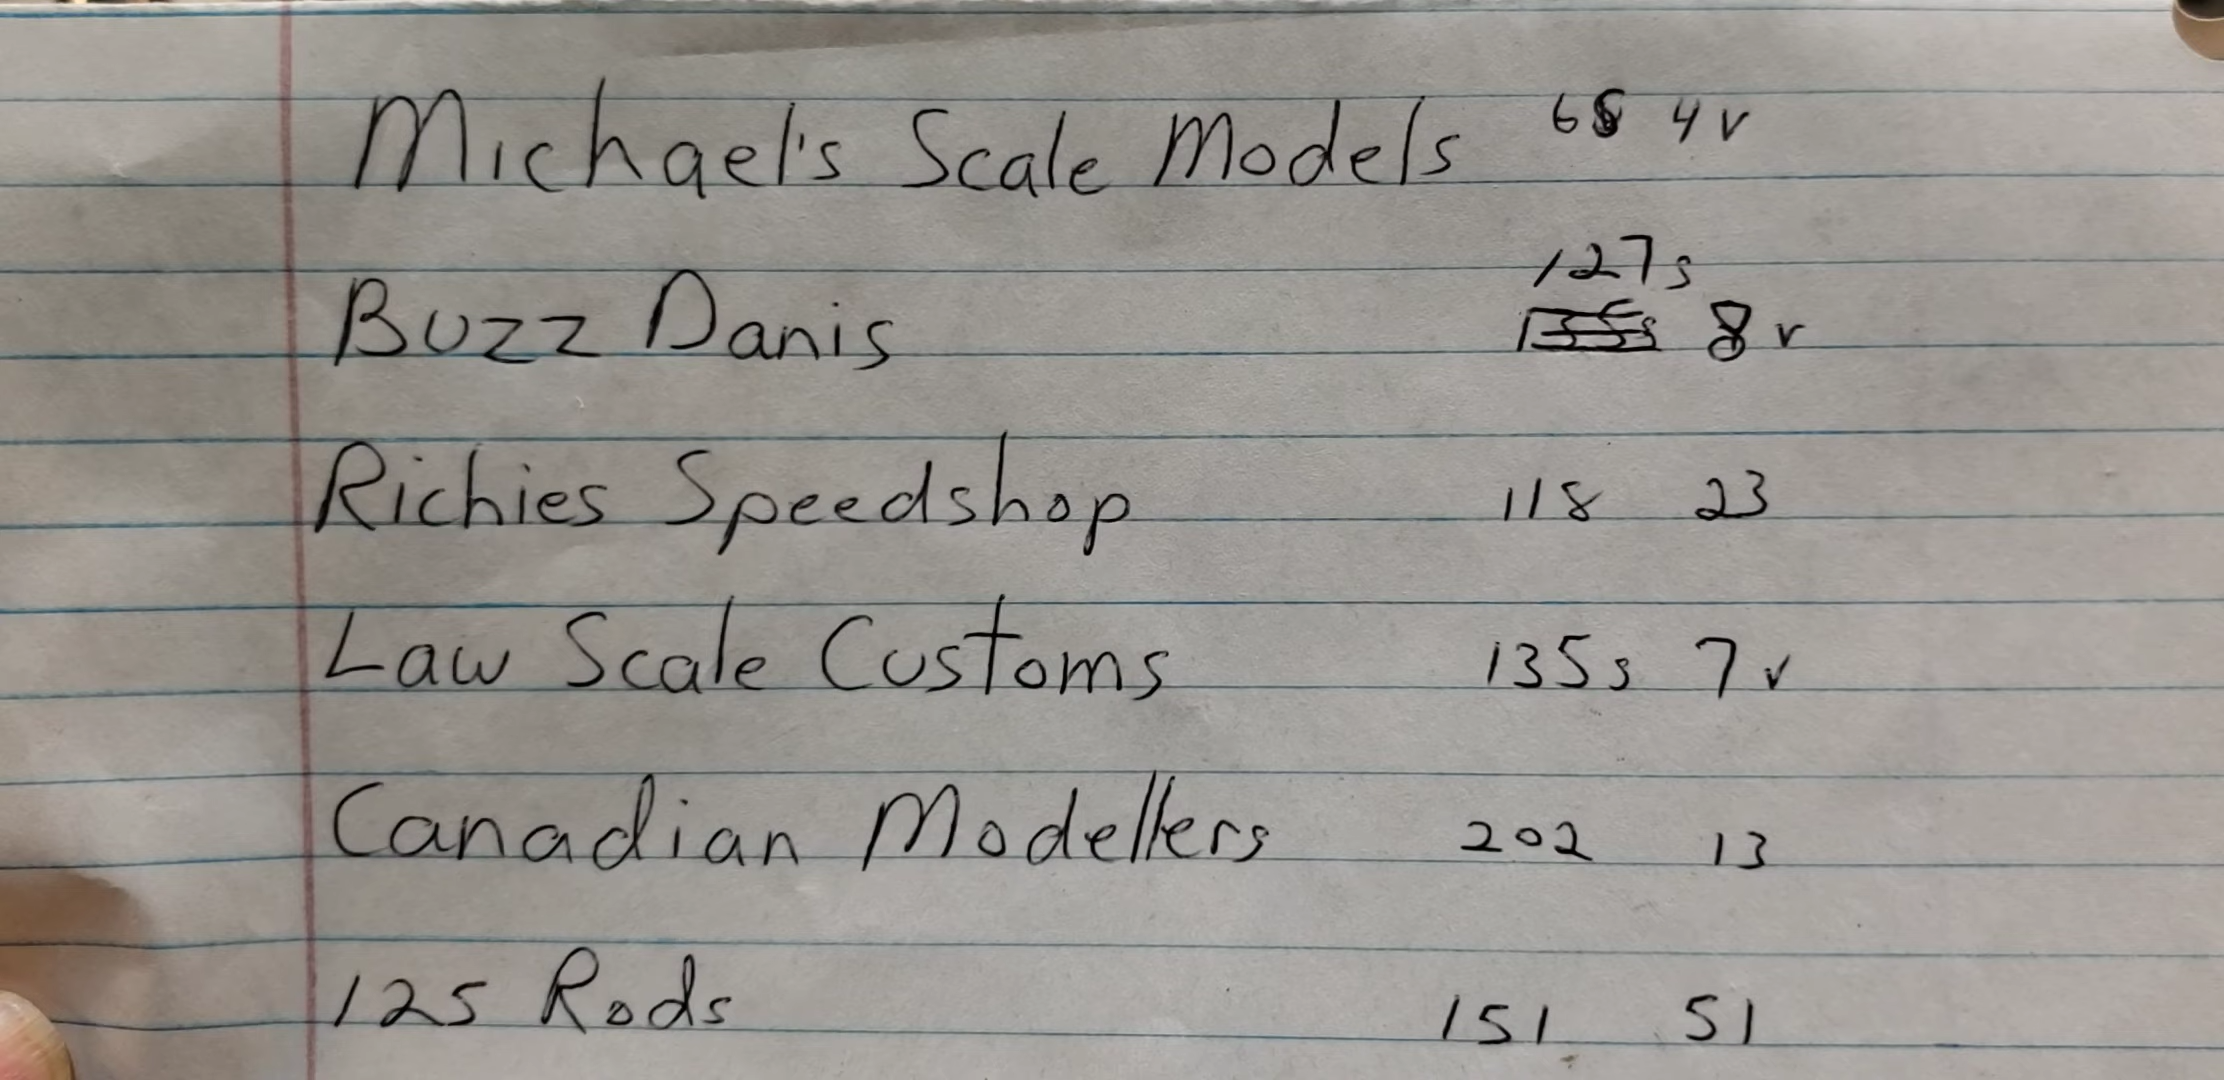 Michael's Scale Models 4v
127s
Buzz Danis 8v
Richies Speedshop 118 23
Law Scale Customs 135s 7v
Canadian Modellers 202 13
125 Rods 151 51